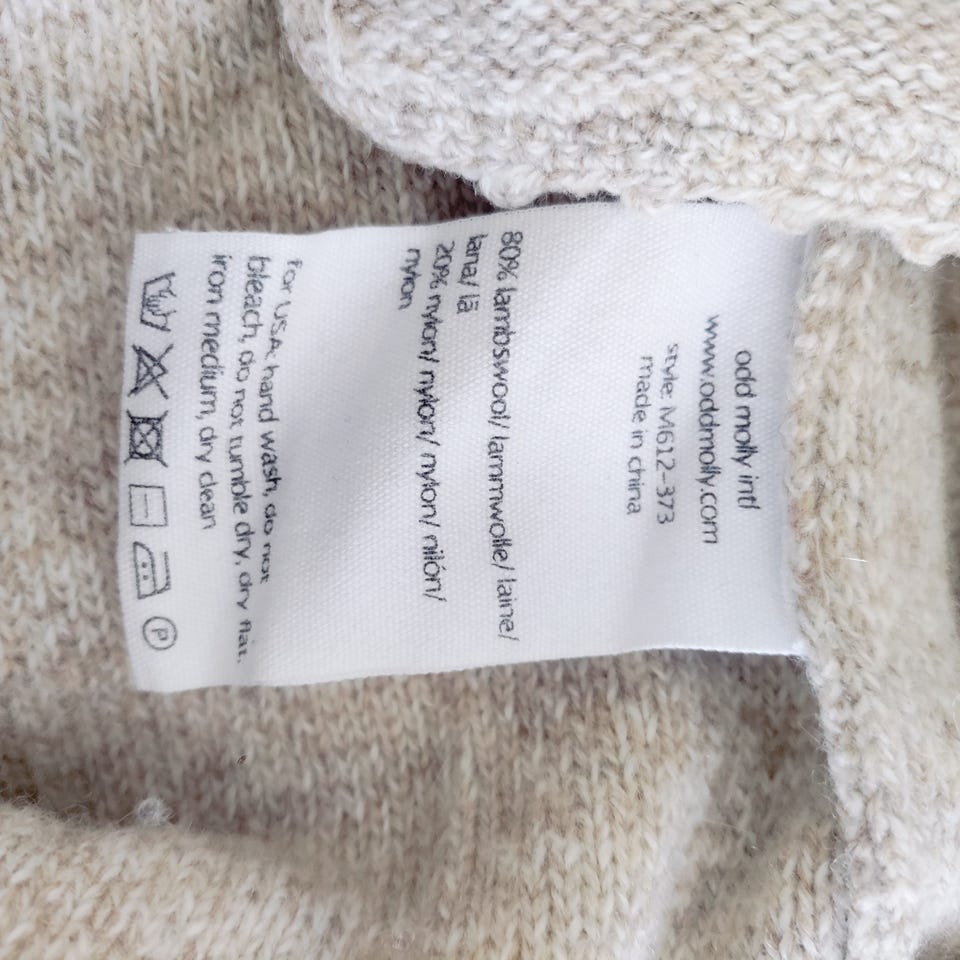 odd molly intl
www.oddmolly.com
style: M612-373
made in china
80% lambswool/ lammwolle/ laine/
lana/ lã
20% nylon/ nylon/ nylon/ nilón/
nylon
For USA: hand wash, do not
bleach, do not tumble dry, dry flat.
iron medium, dry clean
P